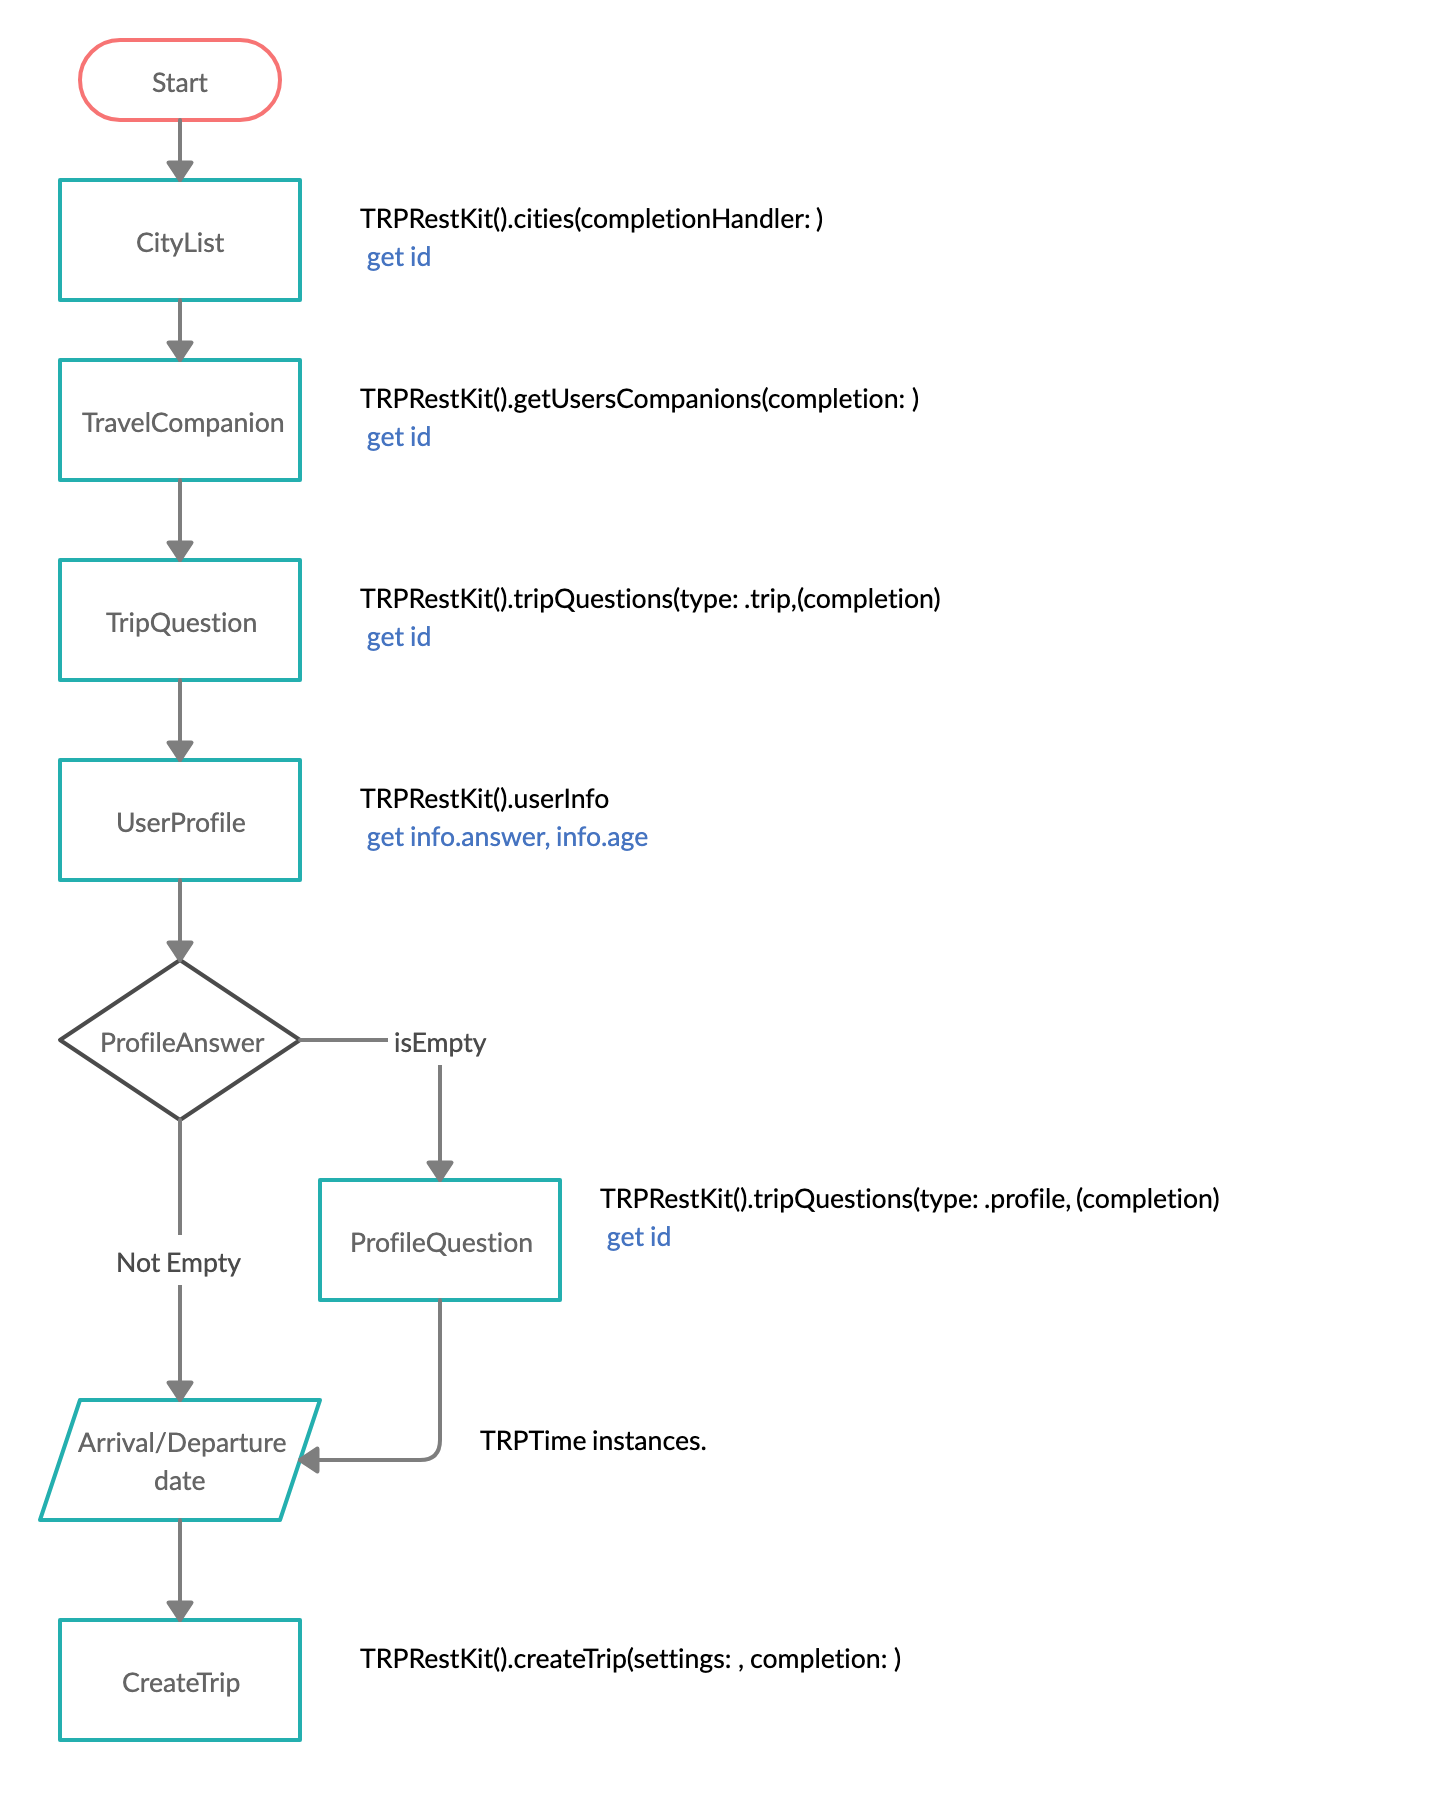 Start
CityList
TRPRestKit().cities(completionHandler: )
get id
TravelCompanion
TRPRestKit().getUsersCompanions(completion: )
get id
TripQuestion
TRPRestKit().tripQuestions(type: .trip,(completion)
get id
UserProfile
TRPRestKit().userInfo
get info.answer, info.age
ProfileAnswer
isEmpty
Not Empty
ProfileQuestion
TRPRestKit().tripQuestions(type: .profile, (completion)
get id
Arrival/Departure
date
TRPTime instances.
CreateTrip
TRPRestKit().createTrip(settings: , completion: )